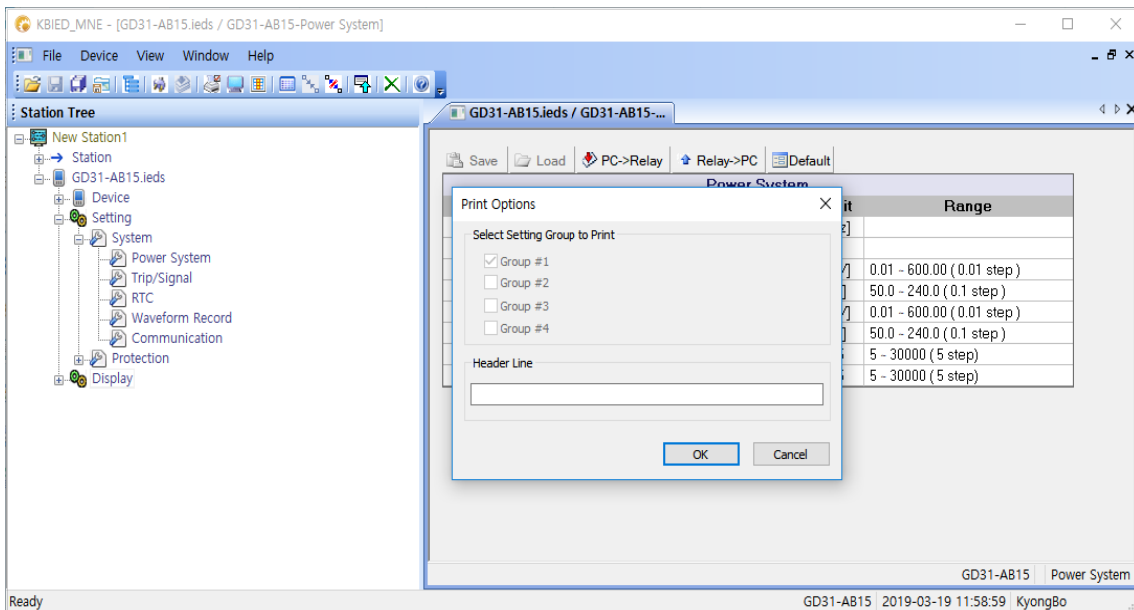 KBIED_MNE - [GD31-AB15.ieds / GD31-AB15-Power System]
File Device View Window Help
Station Tree
New Station1
Station
GD31-AB15.ieds
Device
Setting
System
Power System
Trip/Signal
RTC
Waveform Record
Communication
Protection
Display
GD31-AB15.ieds / GD31-AB15-...
Save Load PC->Relay Relay->PC Default
Power System
Range
0.01 ~ 600.00 ( 0.01 step )
50.0 ~ 240.0 ( 0.1 step )
0.01 ~ 600.00 ( 0.01 step )
50.0 ~ 240.0 ( 0.1 step )
5 ~ 30000 ( 5 step)
5 ~ 30000 ( 5 step)
Print Options
Select Setting Group to Print
Group #1
Group #2
Group #3
Group #4
Header Line
OK Cancel
GD31-AB15 Power System
Ready GD31-AB15 2019-03-19 11:58:59 KyongBo